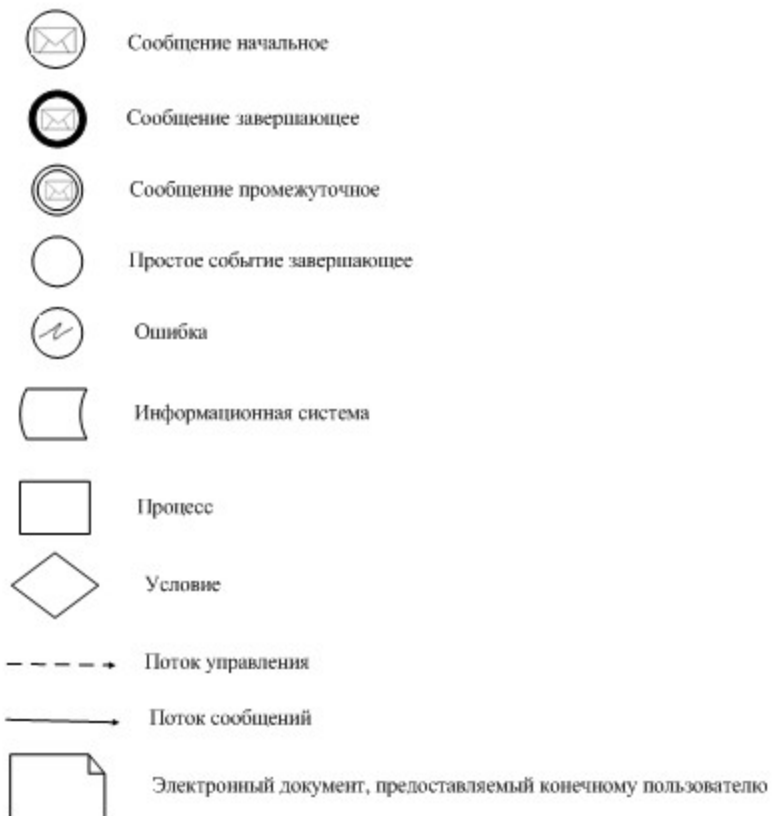 Сообщение начальное
Сообщение завершающее
Сообщение промежуточное
Простое событие завершающее
Ошибка
Информационная система
Процесс
Условие
Поток управления
Поток сообщений
Электронный документ, предоставляемый конечному пользователю